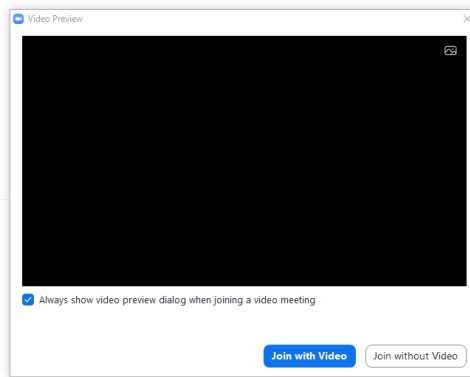 Video Preview
Always show video preview dialog when joining a video meeting
Join with Video
Join without Video